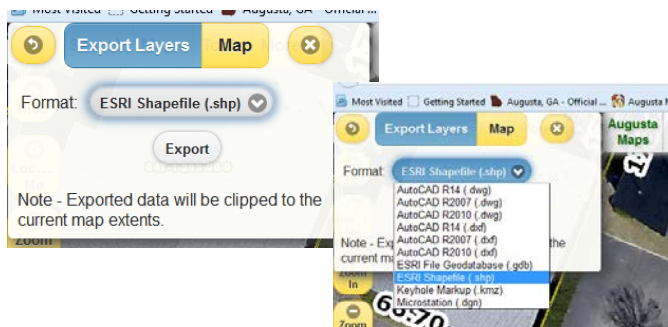 Most Visited Getting Started Augusta, GA - Official ...
Export Layers Map
Format: ESRI Shapefile (.shp)
Export
Note - Exported data will be clipped to the
current map extents.
Zoom
Most Visited Getting Started Augusta, GA - Official ... Augusta
Export Layers Map
Augusta
Maps
Format: ESRI Shapefile (.shp)
AutoCAD R14 (.dwg)
AutoCAD R2007 (.dwg)
AutoCAD R2010 (.dwg)
AutoCAD R14 (.dxf)
AutoCAD R2007 (.dxf)
AutoCAD R2010 (.dxf)
ESRI File Geodatabase (.gdb)
ESRI Shapefile (.shp)
Keyhole Markup (.kmz)
Microstation (.dgn)
Note - Exp the
current m
Zoom
In
Zoom